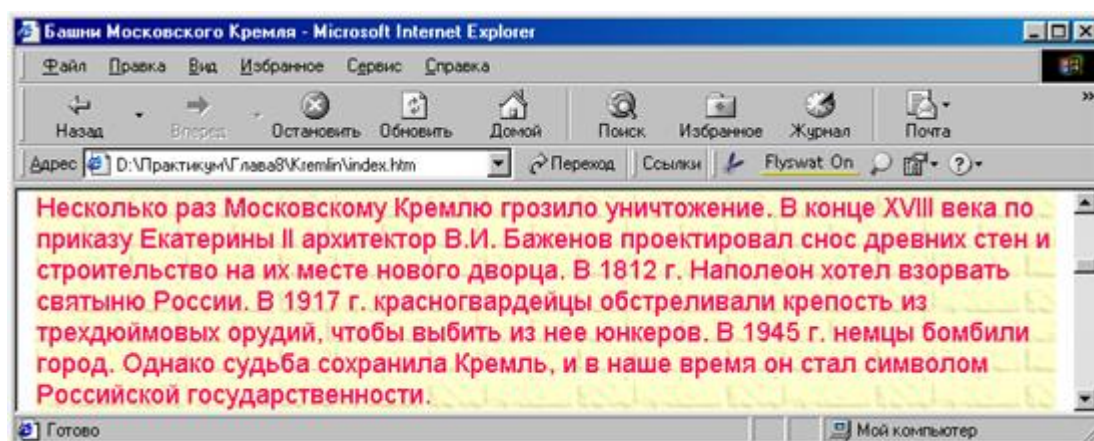 Башни Московского Кремля - Microsoft Internet Explorer
Файл Правка Вид Избранное Сервис Справка
Назад Вперед Остановить Обновить Домой Поиск Избранное Журнал Почта »
Адрес D:\Практикум\Глава8\Kremlin\index.htm Переход Ссылки Flyswat On
Несколько раз Московскому Кремлю грозило уничтожение. В конце XVIII века по
приказу Екатерины II архитектор В.И. Баженов проектировал снос древних стен и
строительство на их месте нового дворца. В 1812 г. Наполеон хотел взорвать
святыню России. В 1917 г. красногвардейцы обстреливали крепость из
трехдюймовых орудий, чтобы выбить из нее юнкеров. В 1945 г. немцы бомбили
город. Однако судьба сохранила Кремль, и в наше время он стал символом
Российской государственности.
Готово Мой компьютер